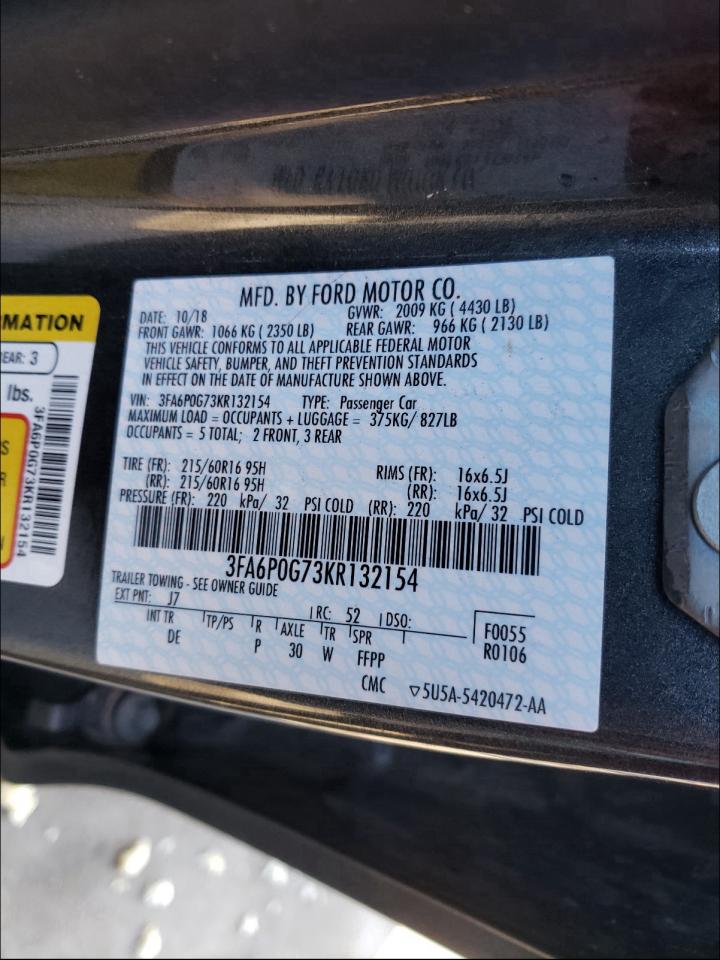 MFD. BY FORD MOTOR CO.
DATE: 10/18 GVWR: 2009 KG ( 4430 LB)
FRONT GAWR: 1066 KG ( 2350 LB) REAR GAWR: 966 KG ( 2130 LB)
THIS VEHICLE CONFORMS TO ALL APPLICABLE FEDERAL MOTOR
VEHICLE SAFETY, BUMPER, AND THEFT PREVENTION STANDARDS
IN EFFECT ON THE DATE OF MANUFACTURE SHOWN ABOVE.
VIN: 3FA6P0G73KR132154 TYPE: Passenger Car
MAXIMUM LOAD = OCCUPANTS + LUGGAGE = 375KG/ 827LB
OCCUPANTS = 5 TOTAL; 2 FRONT, 3 REAR
TIRE (FR): 215/60R16 95H RIMS (FR): 16x6.5J
(RR): 215/60R16 95H (RR): 16x6.5J
PRESSURE (FR): 220 kPa/ 32 PSI COLD (RR): 220 kPa/ 32 PSI COLD
3FA6P0G73KR132154
TRAILER TOWING - SEE OWNER GUIDE
EXT PNT: J7 RC: 52 DSO:
INT TR TP/PS R AXLE TR SPR F0055
DE P 30 W FFPP R0106
CMC ▽5U5A-5420472-AA
RMATION
REAR: 3
lbs.
3FA6P0G73KR132154